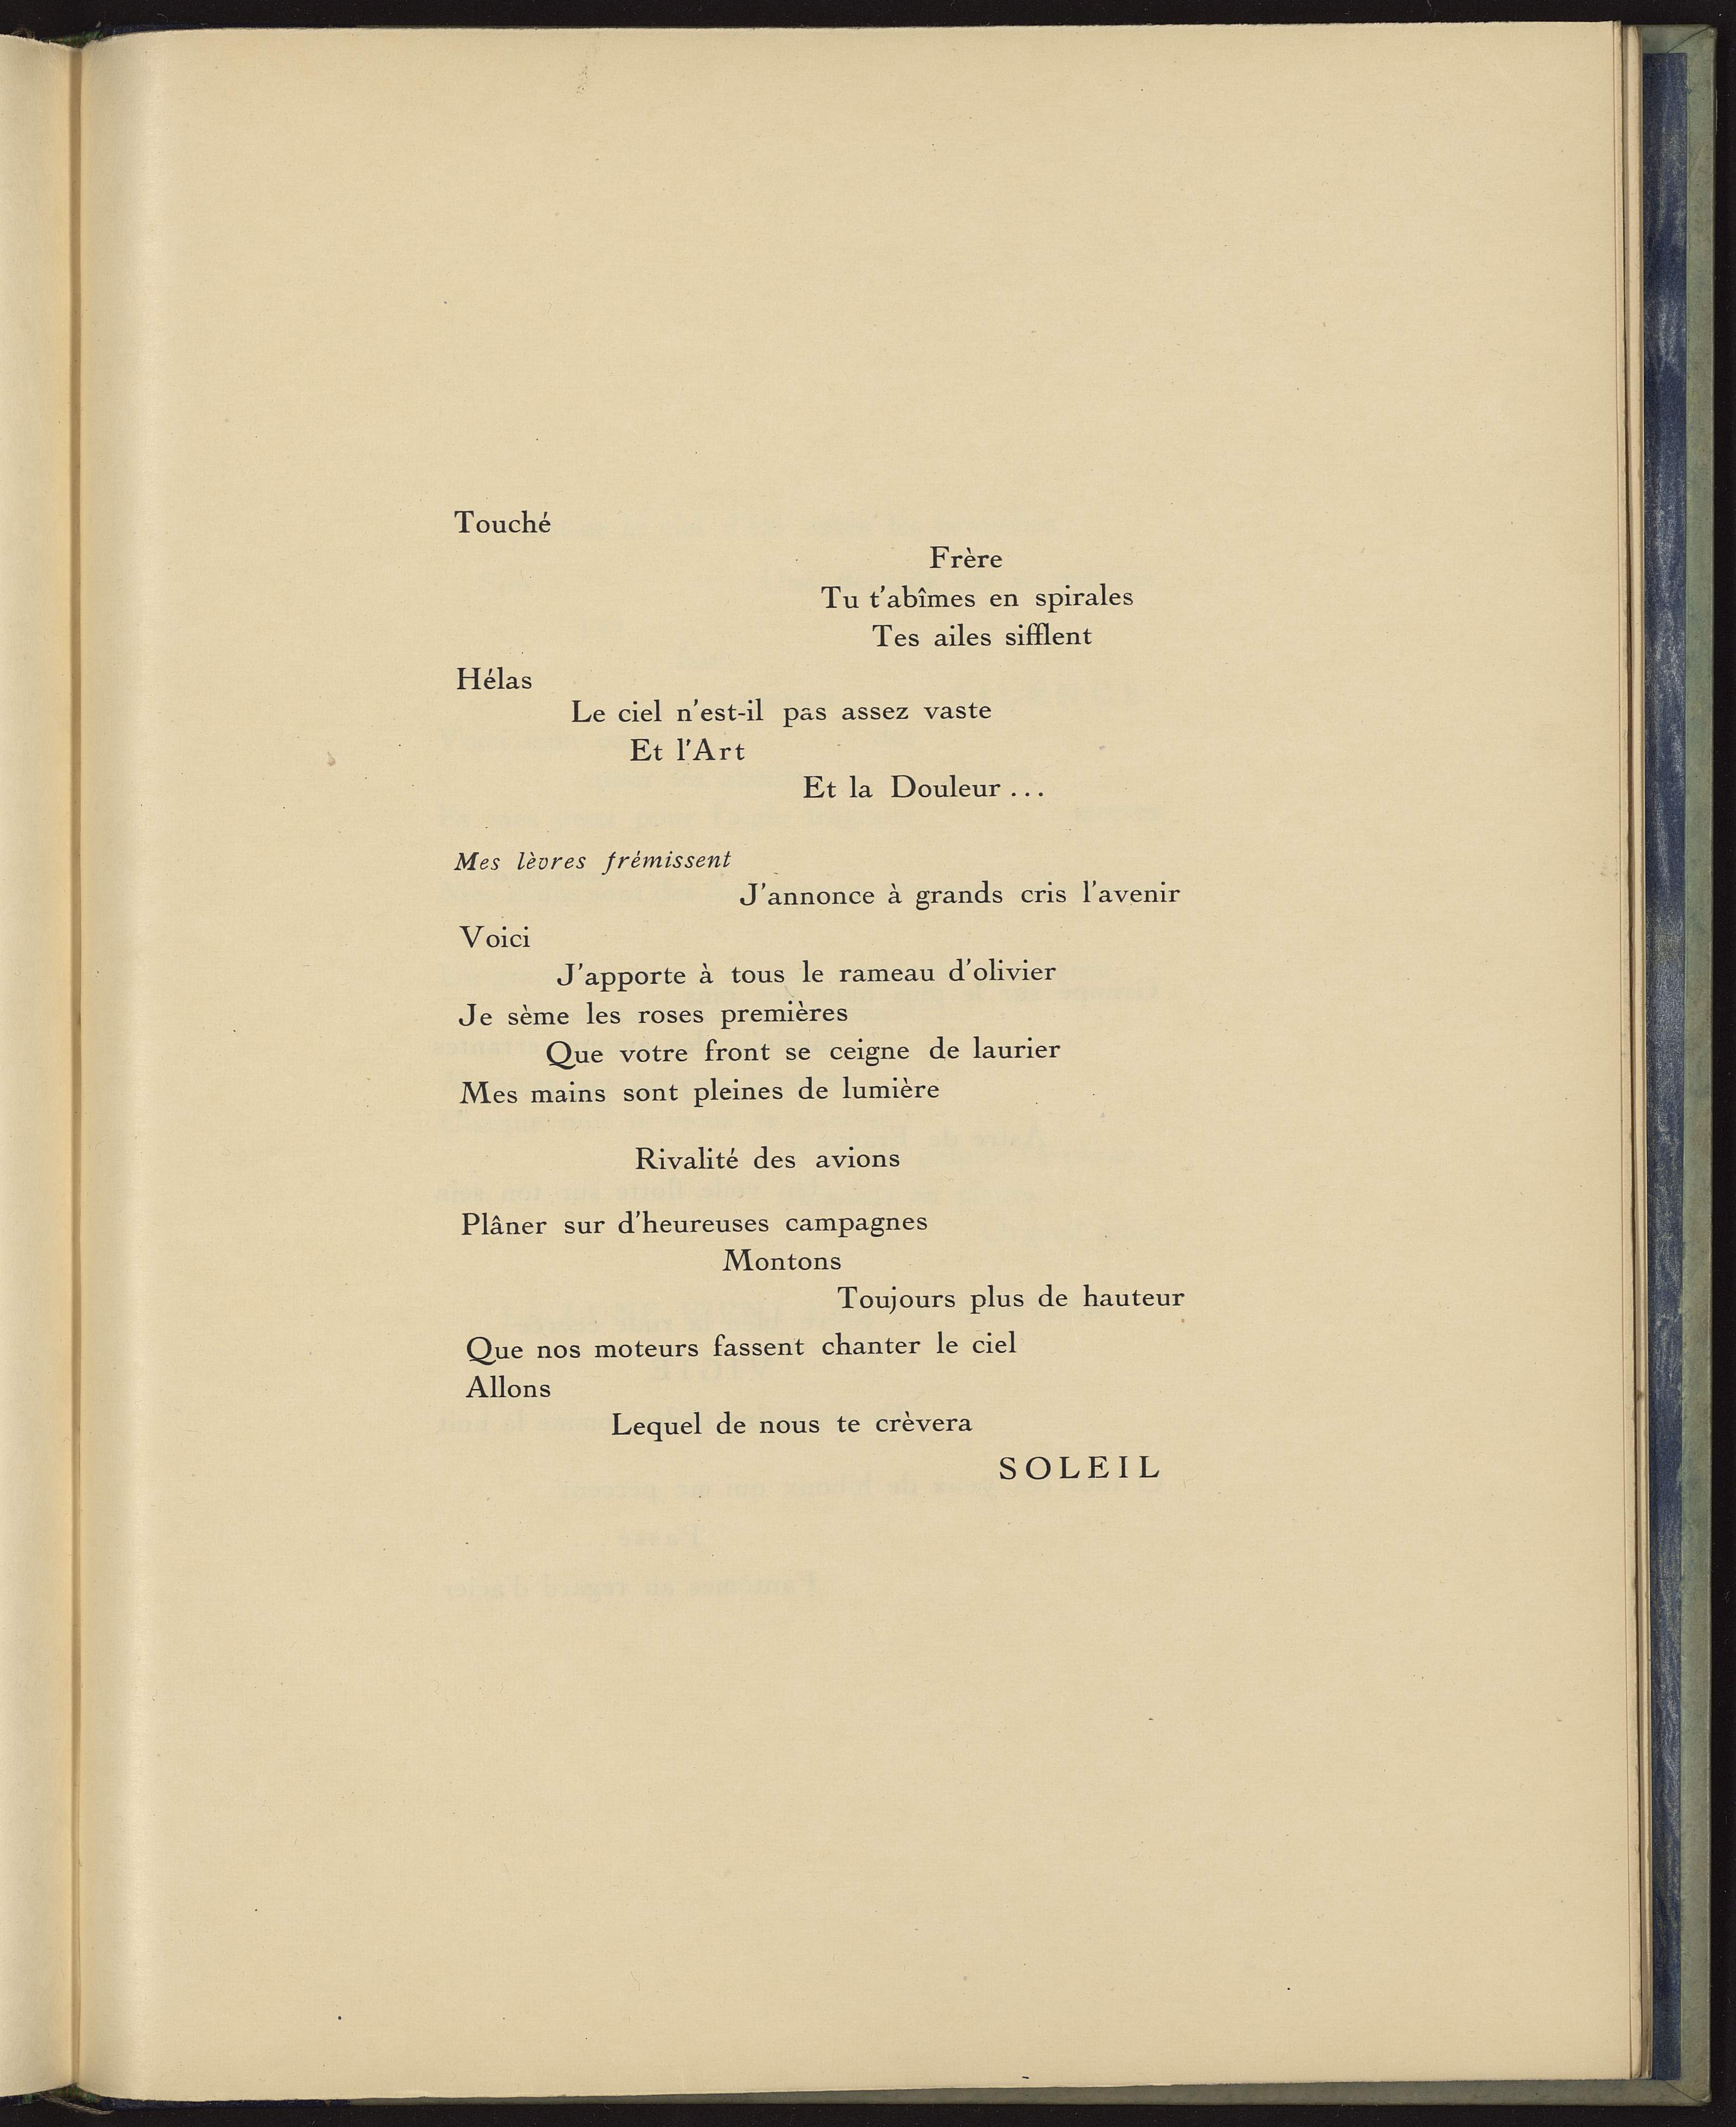 Touché
Frère
Tu t'abîmes en spirales
Tes ailes sifflent
Hélas
Le ciel n'est-il pas assez vaste
Et l'Art
Et la Douleur ...
Mes lèvres frémissent
J'annonce à grands cris l'avenir
Voici
J'apporte à tous le rameau d'olivier
Je sème les roses premières
Que votre front se ceigne de laurier
Mes mains sont pleines de lumière
Rivalité des avions
Plâner sur d'heureuses campagnes
Montons
Toujours plus de hauteur
Que nos moteurs fassent chanter le ciel
Allons
Lequel de nous te crèvera
SOLEIL